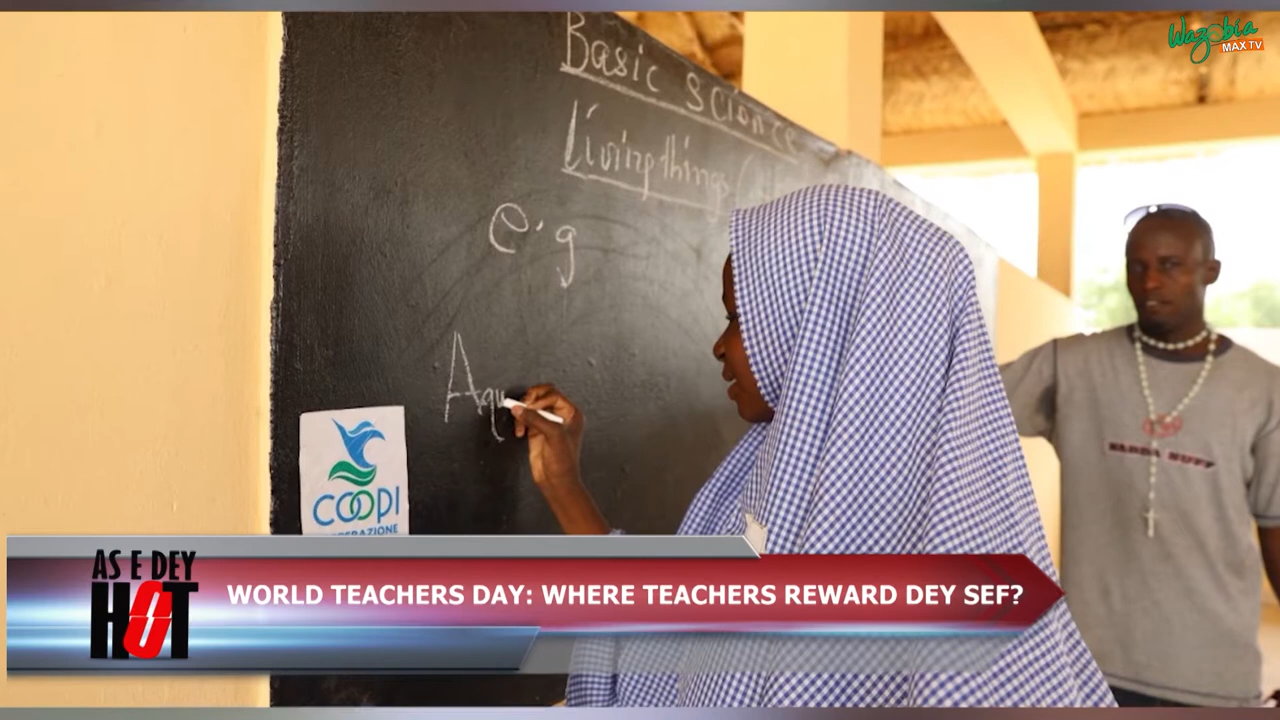 Wazobia
MAX TV
Basic Science
Living things (
e.g
Aqu
COOPI
AS E DEY
HOT
WORLD TEACHERS DAY: WHERE TEACHERS REWARD DEY SEF?